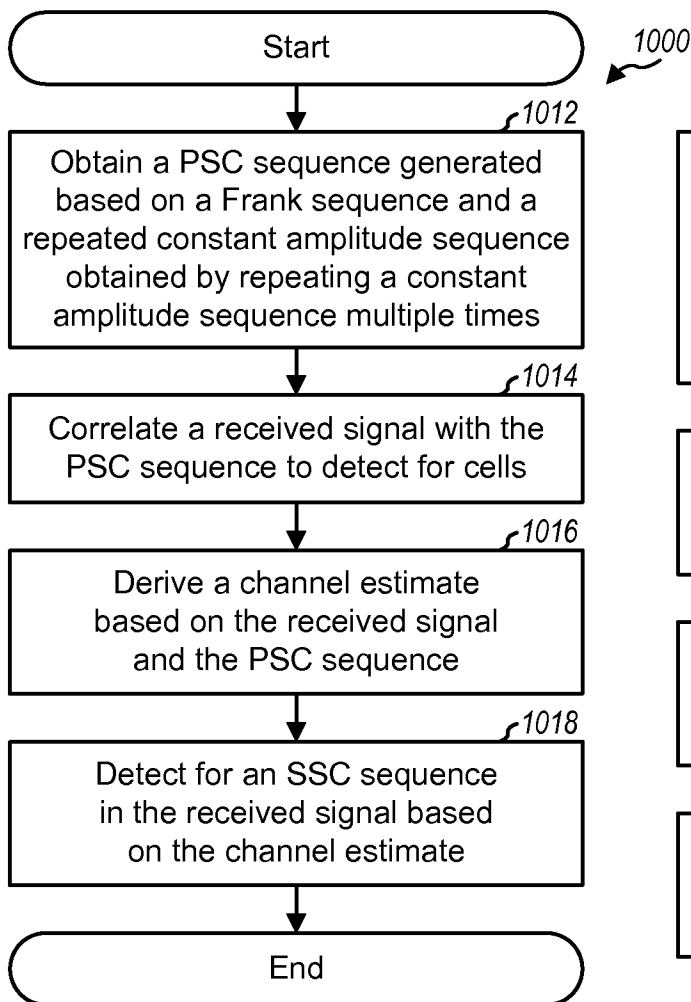 Start
1000
1012
Obtain a PSC sequence generated
based on a Frank sequence and a
repeated constant amplitude sequence
obtained by repeating a constant
amplitude sequence multiple times
1014
Correlate a received signal with the
PSC sequence to detect for cells
1016
Derive a channel estimate
based on the received signal
and the PSC sequence
1018
Detect for an SSC sequence
in the received signal based
on the channel estimate
End